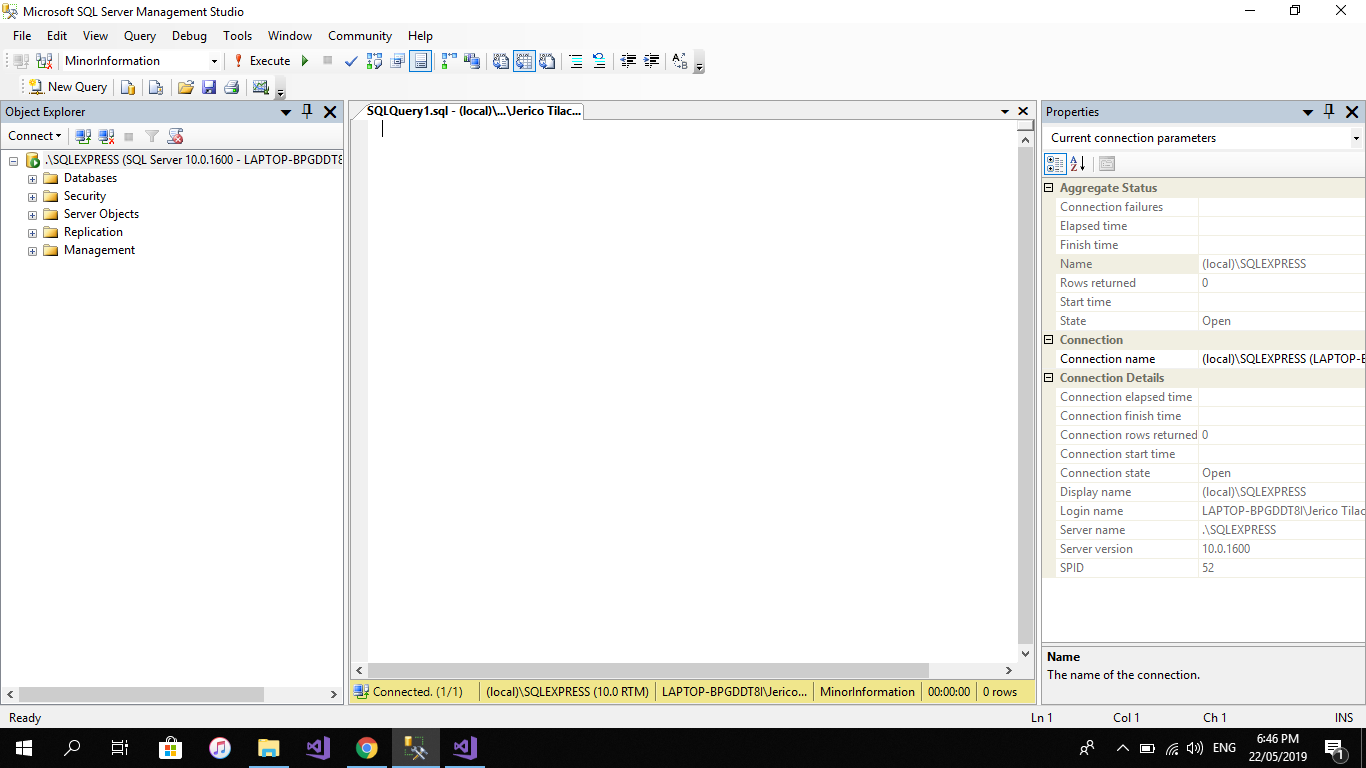 Microsoft SQL Server Management Studio
File Edit View Query Debug Tools Window Community Help
MinorInformation Execute
New Query
Object Explorer
Connect
.\SQLEXPRESS (SQL Server 10.0.1600 - LAPTOP-BPGDDT8
Databases
Security
Server Objects
Replication
Management
SQLQuery1.sql - (local)\...\Jerico Tilac...
Connected. (1/1) (local)\SQLEXPRESS (10.0 RTM) LAPTOP-BPGDDT8I\Jerico... MinorInformation 00:00:00 0 rows
Properties
Current connection parameters
Aggregate Status
Connection failures
Elapsed time
Finish time
Name (local)\SQLEXPRESS
Rows returned 0
Start time
State Open
Connection
Connection name (local)\SQLEXPRESS (LAPTOP-B
Connection Details
Connection elapsed time
Connection finish time
Connection rows returned 0
Connection start time
Connection state Open
Display name (local)\SQLEXPRESS
Login name LAPTOP-BPGDDT8I\Jerico Tilac
Server name .\SQLEXPRESS
Server version 10.0.1600
SPID 52
Name
The name of the connection.
Ready Ln 1 Col 1 Ch 1 INS
ENG 6:46 PM
22/05/2019 1